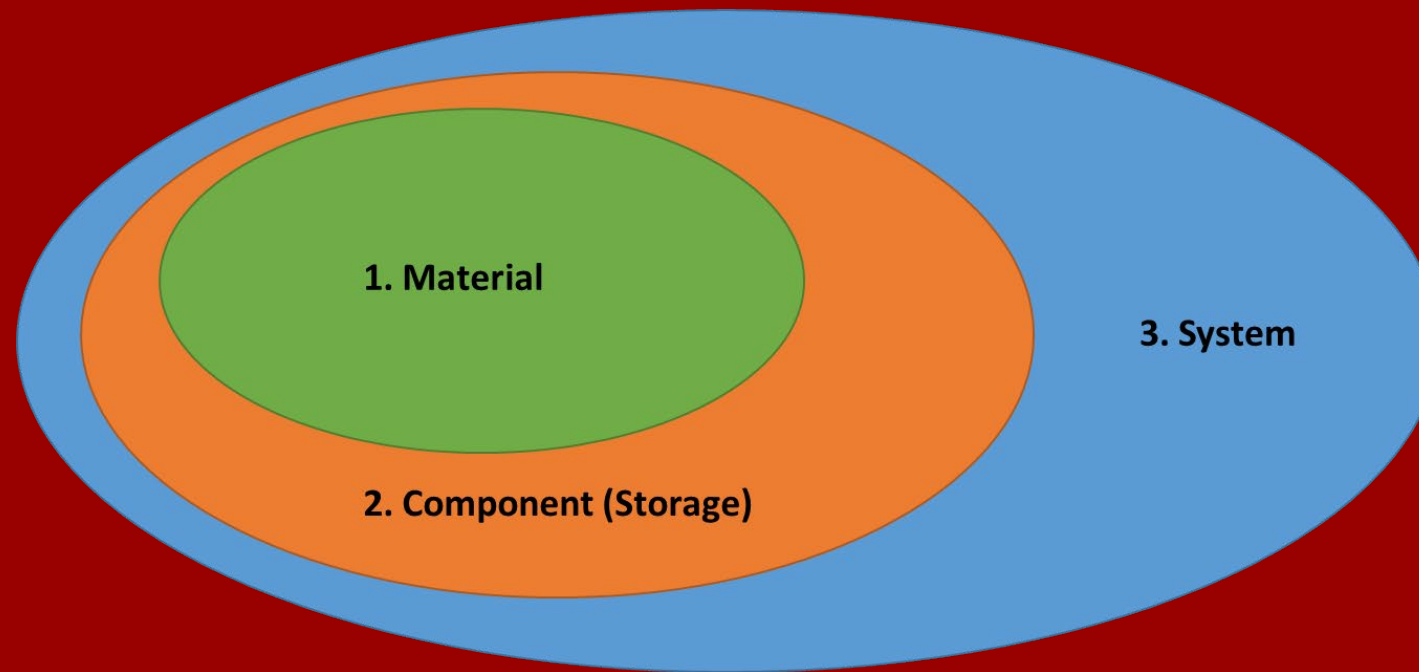 1. Material
3. System
2. Component (Storage)